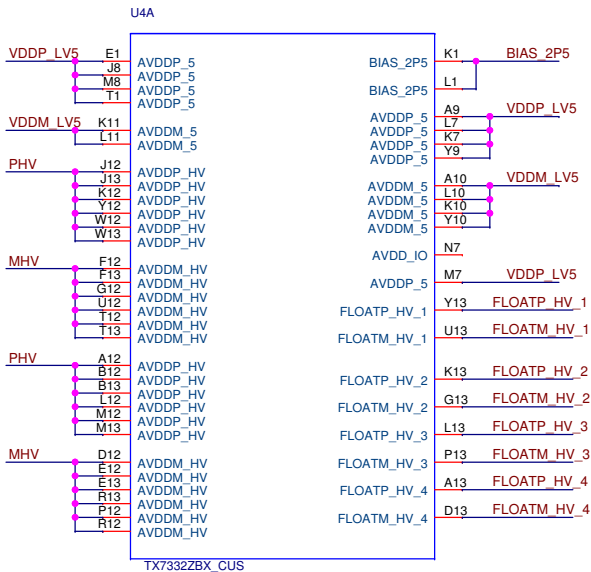 U4A
VDDP_LV5 E1 AVDDP_5 BIAS_2P5 K1 BIAS_2P5
J8 AVDDP_5
M8 AVDDP_5 BIAS_2P5 L1
T1 AVDDP_5
AVDDP_5 A9 VDDP_LV5
VDDM_LV5 K11 AVDDM_5 AVDDP_5 L7
L11 AVDDM_5 AVDDP_5 K7
AVDDP_5 Y9
PHV J12 AVDDP_HV
J13 AVDDP_HV AVDDM_5 A10 VDDM_LV5
K12 AVDDP_HV AVDDM_5 L10
Y12 AVDDP_HV AVDDM_5 K10
W12 AVDDP_HV AVDDM_5 Y10
W13 AVDDP_HV
AVDD_IO N7
MHV F12 AVDDM_HV
F13 AVDDM_HV AVDDP_5 M7 VDDP_LV5
G12 AVDDM_HV
U12 AVDDM_HV FLOATP_HV_1 Y13 FLOATP_HV_1
T12 AVDDM_HV
T13 AVDDM_HV FLOATM_HV_1 U13 FLOATM_HV_1
PHV A12 AVDDP_HV
B12 AVDDP_HV FLOATP_HV_2 K13 FLOATP_HV_2
B13 AVDDP_HV
L12 AVDDP_HV FLOATM_HV_2 G13 FLOATM_HV_2
M12 AVDDP_HV
M13 AVDDP_HV FLOATP_HV_3 L13 FLOATP_HV_3
MHV D12 AVDDM_HV FLOATM_HV_3 P13 FLOATM_HV_3
E12 AVDDM_HV
E13 AVDDM_HV FLOATP_HV_4 A13 FLOATP_HV_4
R13 AVDDM_HV
P12 AVDDM_HV FLOATM_HV_4 D13 FLOATM_HV_4
R12 AVDDM_HV
TX7332ZBX_CUS